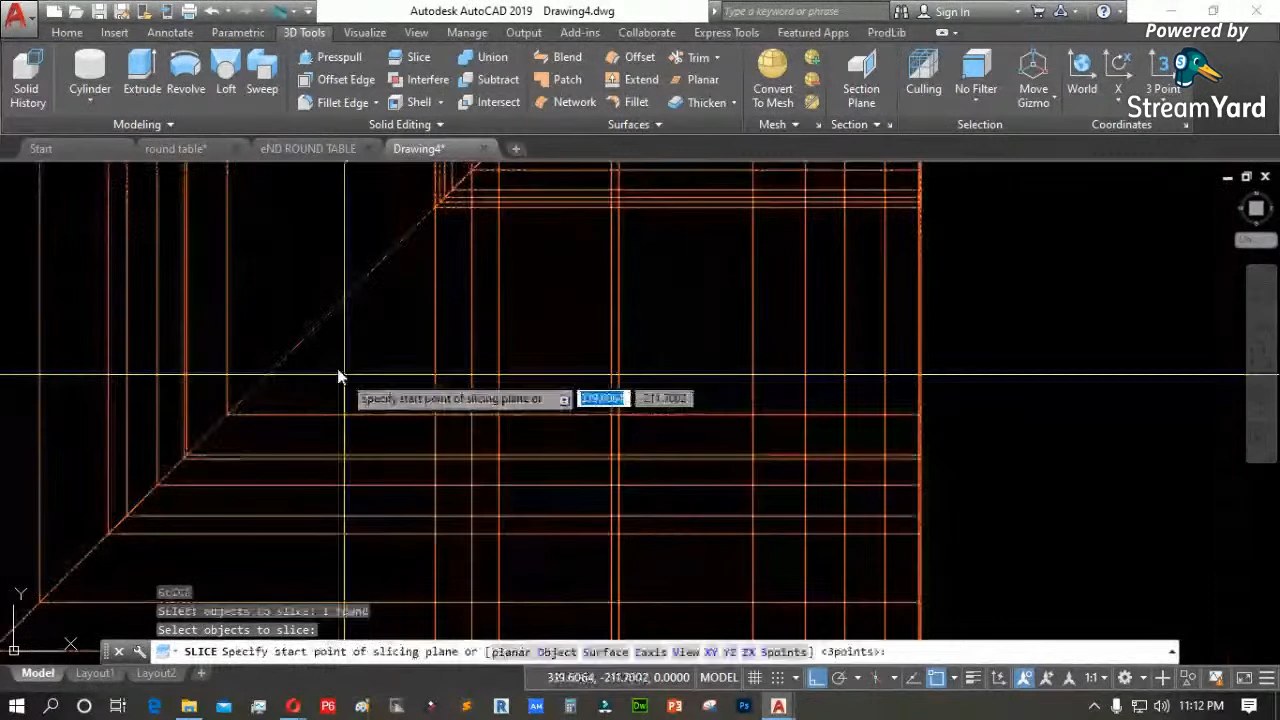 Autodesk AutoCAD 2019 Drawing4.dwg
Type a keyword or phrase
Sign In
Powered by
StreamYard
Home Insert Annotate Parametric 3D Tools Visualize View Manage Output Add-ins Collaborate Express Tools Featured Apps ProdLib
Solid History
Cylinder
Extrude
Revolve
Loft
Sweep
Presspull
Offset Edge
Fillet Edge
Slice
Interfere
Shell
Union
Subtract
Intersect
Blend
Patch
Network
Offset
Extend
Fillet
Trim
Planar
Thicken
Convert To Mesh
Section Plane
Culling
No Filter
Move Gizmo
World
X
3 Point
Modeling
Solid Editing
Surfaces
Mesh
Section
Selection
Coordinates
Start
round table*
eND ROUND TABLE
Drawing4*
Specify start point of slicing plane or
Select objects to slice: 1 found
Select objects to slice:
Y
X
SLICE Specify start point of slicing plane or [planar Object Surface Zaxis View XY YZ ZX 3points] <3points>:
Model Layout1 Layout2
319.6064, -211.7002, 0.0000 MODEL
1:1
11:12 PM